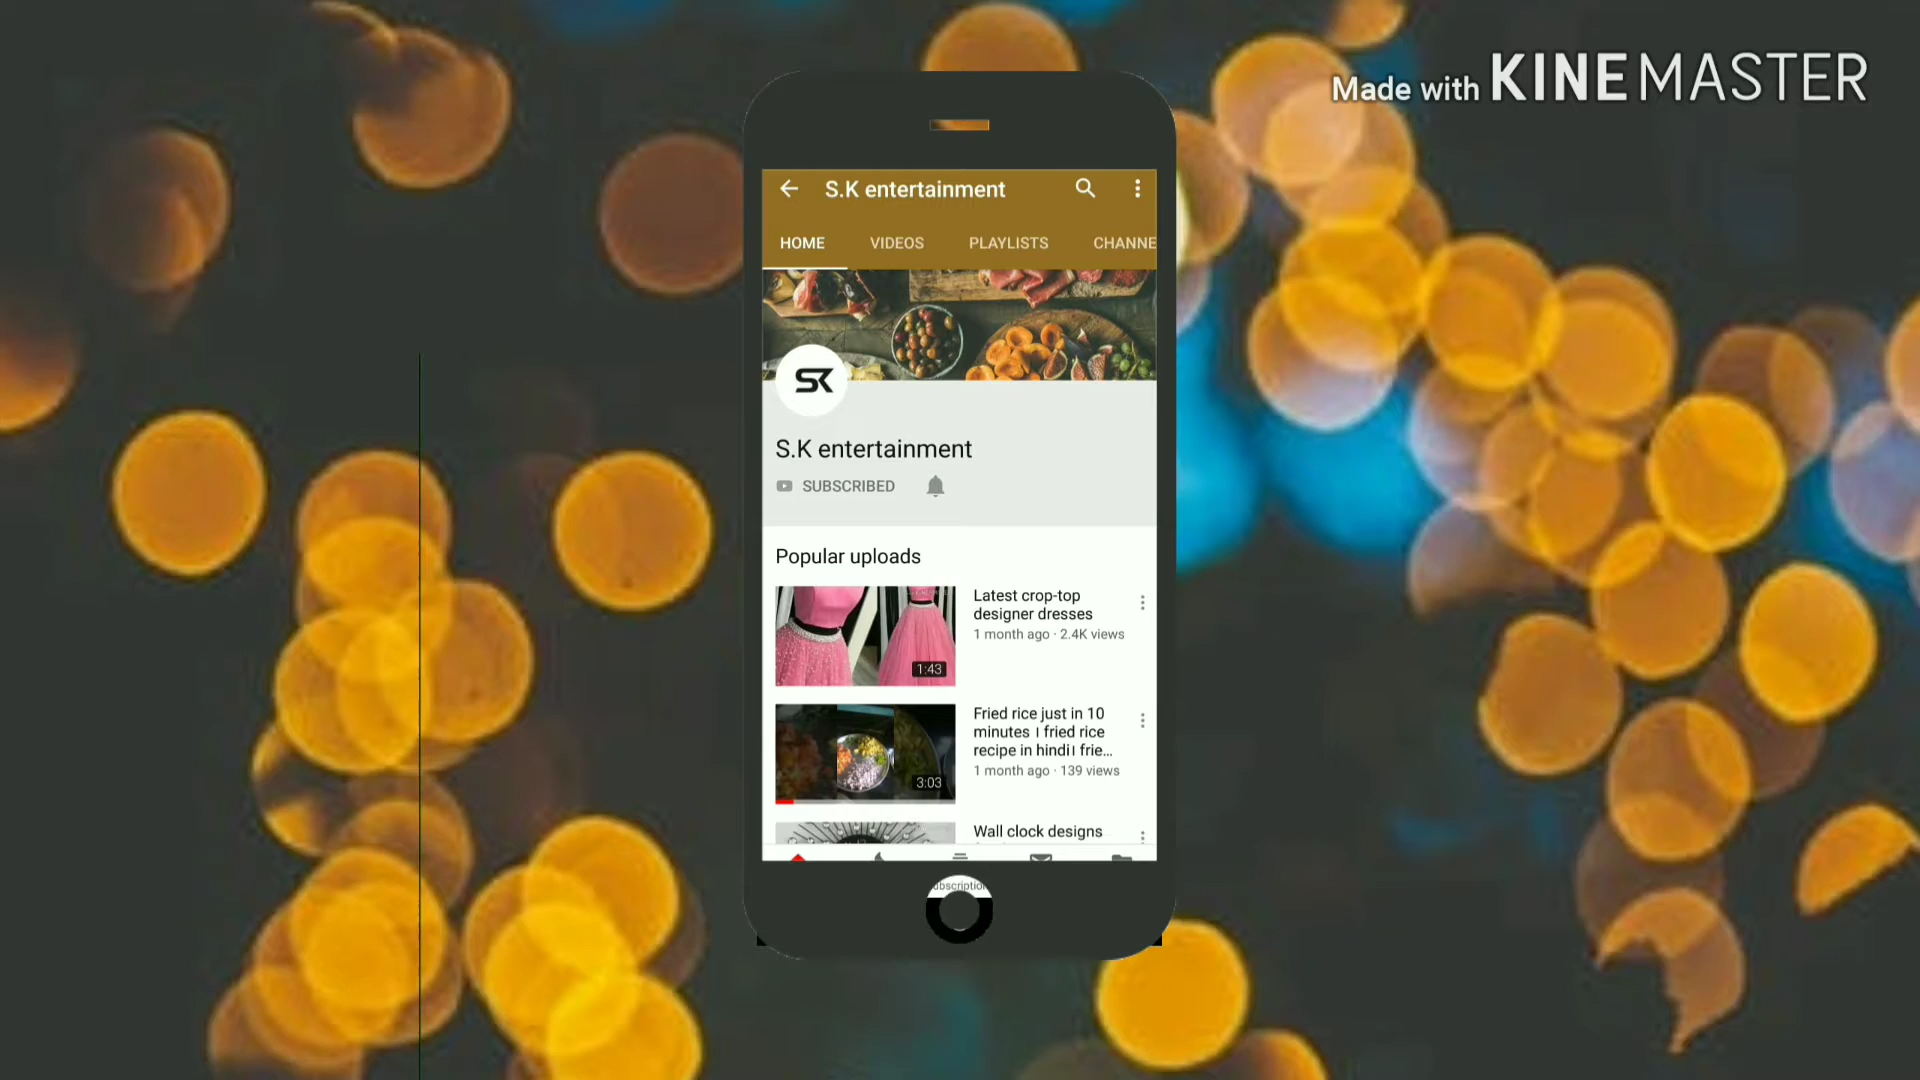 Made with KINEMASTER
S.K entertainment
HOME VIDEOS PLAYLISTS CHANNE
SK
S.K entertainment
SUBSCRIBED
Popular uploads
Latest crop-top
designer dresses
1 month ago · 2.4K views
1:43
Fried rice just in 10
minutes । fried rice
recipe in hindi। frie...
1 month ago · 139 views
3:03
Wall clock designs
ubscription